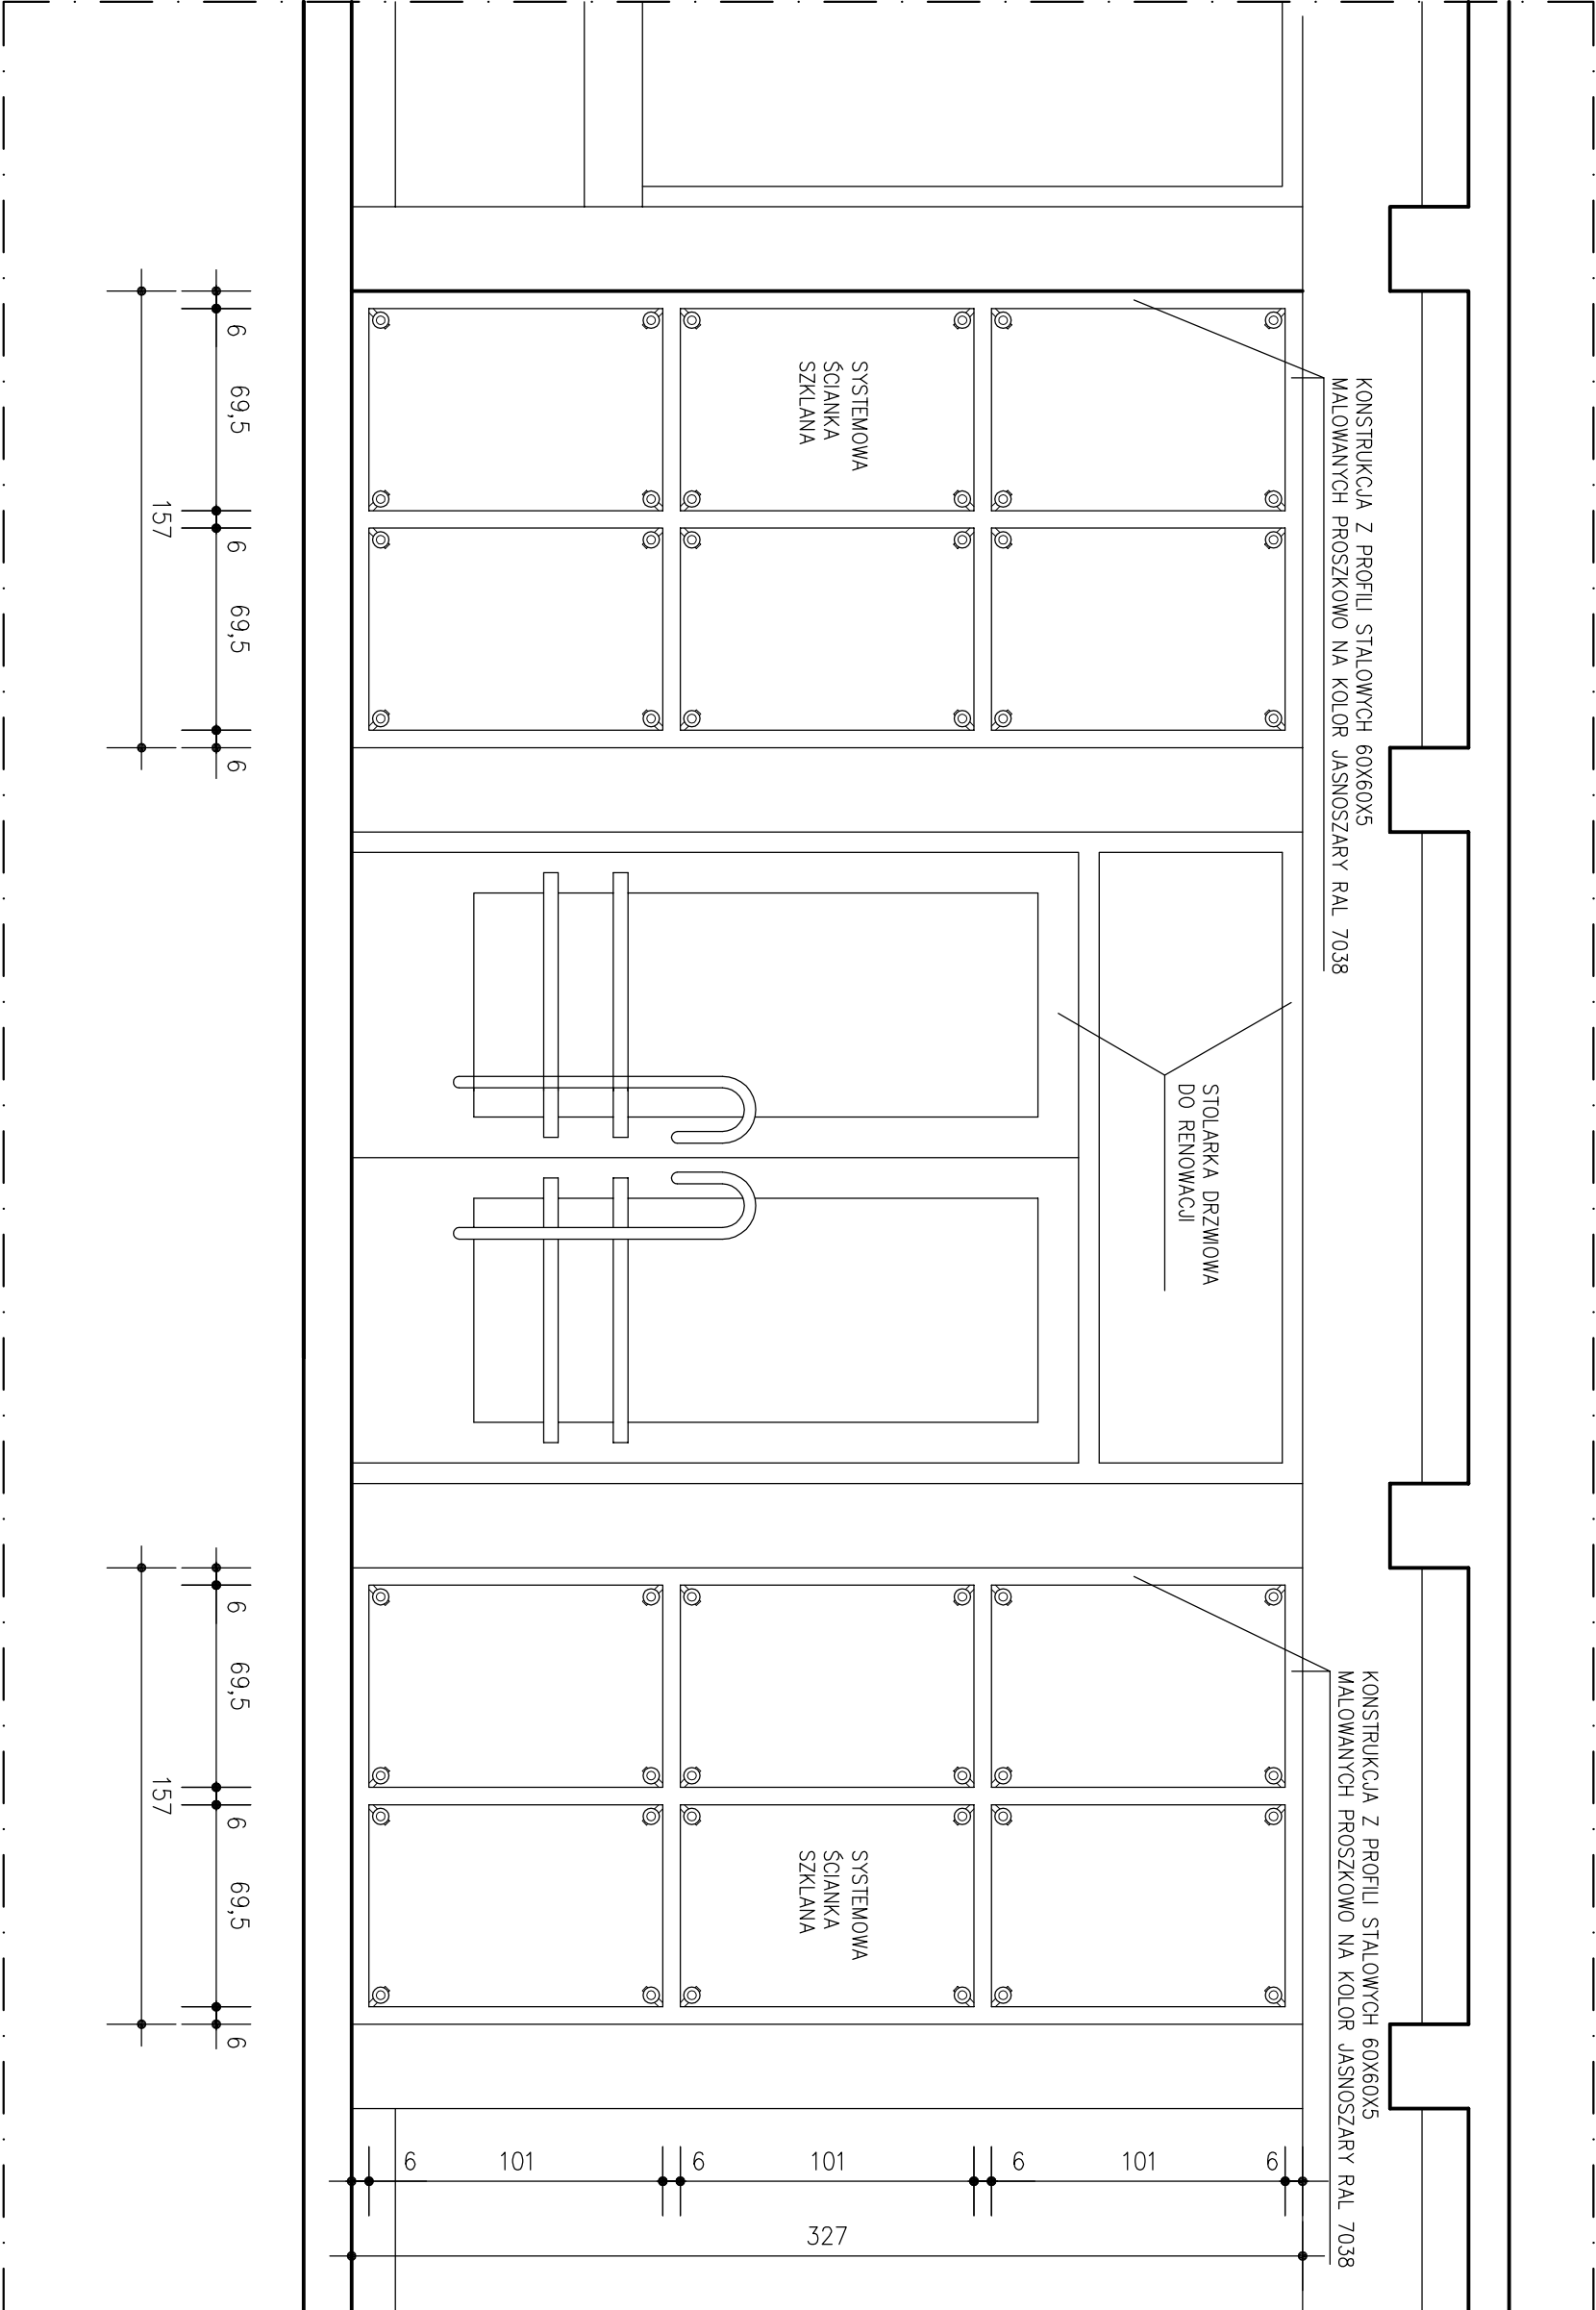 KONSTRUKCJA Z PROFILI STALOWYCH 60X60X5
MALOWANYCH PROSZKOWO NA KOLOR JASNOSZARY RAL 7038
KONSTRUKCJA Z PROFILI STALOWYCH 60X60X5
MALOWANYCH PROSZKOWO NA KOLOR JASNOSZARY RAL 7038
STOLARKA DRZWIOWA
DO RENOWACJI
SYSTEMOWA
ŚCIANKA
SZKLANA
SYSTEMOWA
ŚCIANKA
SZKLANA
6
101
6
101
6
101
6
327
6
69,5
6
69,5
6
157
6
69,5
6
69,5
6
157